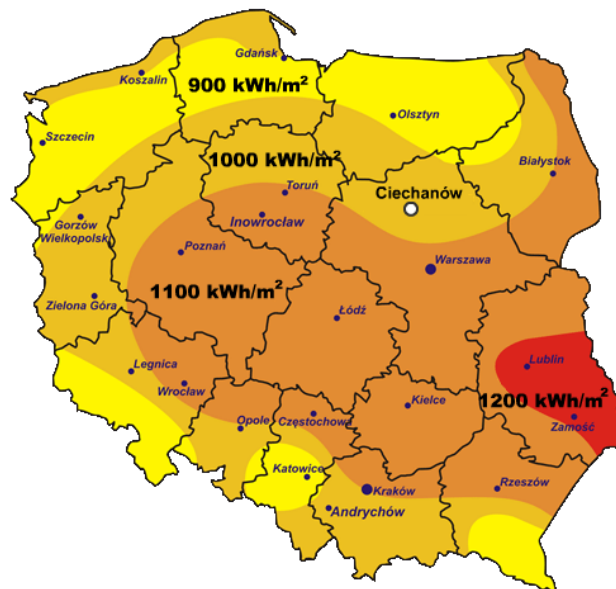 Gdańsk
Koszalin
900 kWh/m²
Olsztyn
Szczecin
1000 kWh/m²
Białystok
Toruń
Ciechanów
Inowrocław
Gorzów
Wielkopolski
Poznań
Warszawa
1100 kWh/m²
Zielona Góra
Łódź
Legnica
Lublin
Wrocław
Kielce
1200 kWh/m²
Opole
Częstochowa
Zamość
Katowice
Kraków
Rzeszów
Andrychów